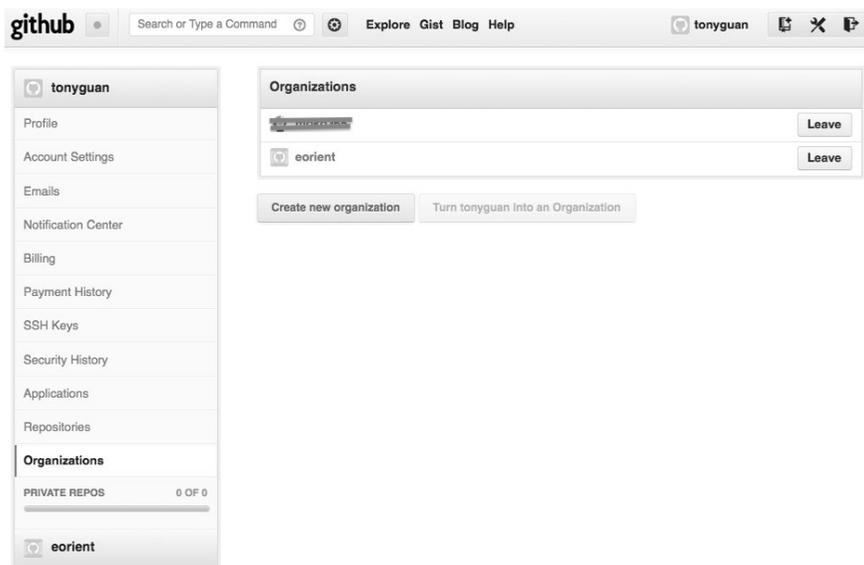 github
Search or Type a Command
Explore Gist Blog Help
tonyguan
tonyguan
Profile
Account Settings
Emails
Notification Center
Billing
Payment History
SSH Keys
Security History
Applications
Repositories
Organizations
PRIVATE REPOS 0 OF 0
eorient
Organizations
Leave
eorient Leave
Create new organization Turn tonyguan into an Organization